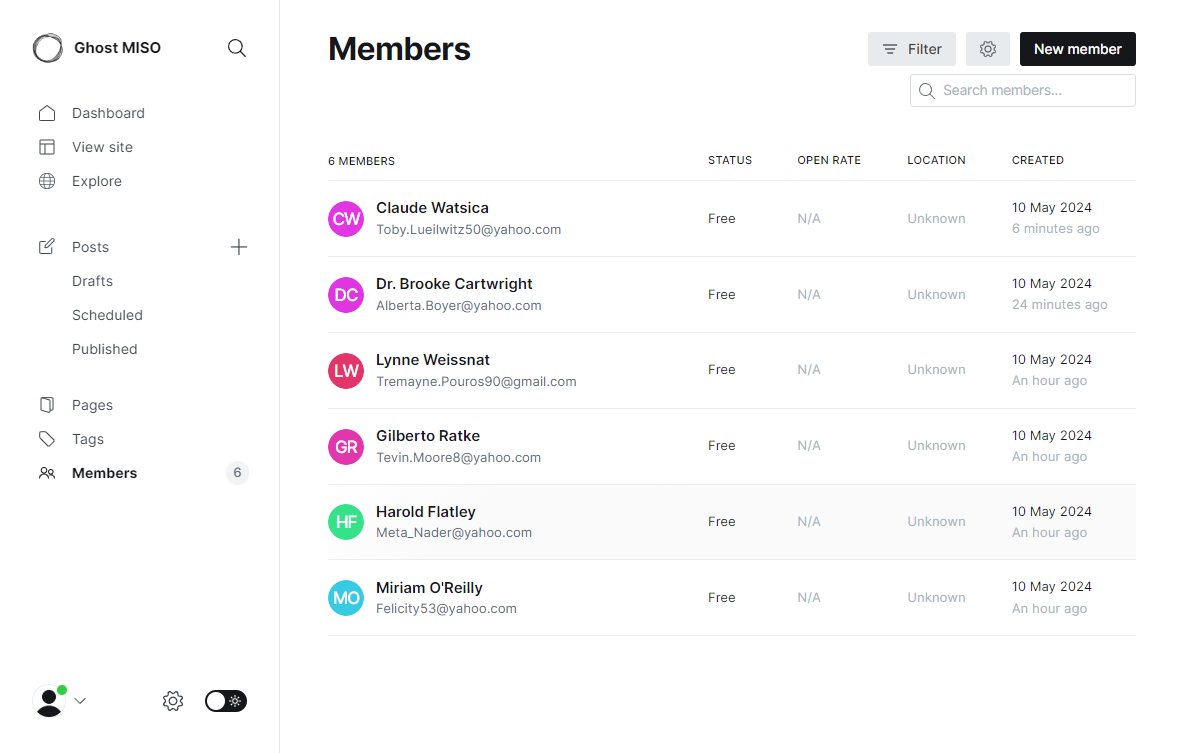 Ghost MISO
Dashboard
View site
Explore
Posts
Drafts
Scheduled
Published
Pages
Tags
Members 6
Members
Filter
New member
Search members...
6 MEMBERS STATUS OPEN RATE LOCATION CREATED
CW Claude Watsica Free N/A Unknown 10 May 2024
Toby.Lueilwitz50@yahoo.com 6 minutes ago
DC Dr. Brooke Cartwright Free N/A Unknown 10 May 2024
Alberta.Boyer@yahoo.com 24 minutes ago
LW Lynne Weissnat Free N/A Unknown 10 May 2024
Tremayne.Pouros90@gmail.com An hour ago
GR Gilberto Ratke Free N/A Unknown 10 May 2024
Tevin.Moore8@yahoo.com An hour ago
HF Harold Flatley Free N/A Unknown 10 May 2024
Meta_Nader@yahoo.com An hour ago
MO Miriam O'Reilly Free N/A Unknown 10 May 2024
Felicity53@yahoo.com An hour ago